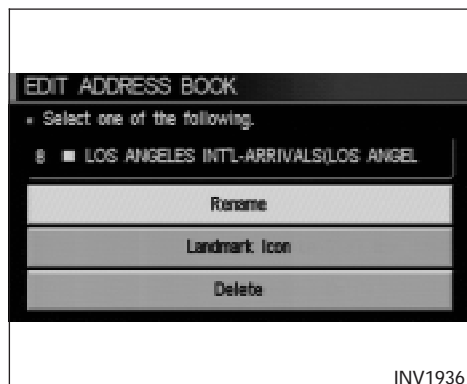 EDIT ADDRESS BOOK
• Select one of the following.
8 ■ LOS ANGELES INT'L-ARRIVALS(LOS ANGEL
Rename
Landmark Icon
Delete
INV1936